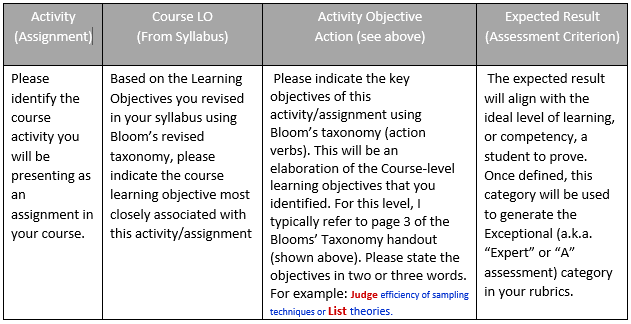 Activity
(Assignment)
Course LO
(From Syllabus)
Activity Objective
Action (see above)
Expected Result
(Assessment Criterion)
Please
identify the
course
activity you
will be
presenting as
an
assignment in
your course.
Based on the Learning
Objectives you revised
in your syllabus using
Bloom’s revised
taxonomy, please
indicate the course
learning objective most
closely associated with
this activity/assignment
Please indicate the key
objectives of this
activity/assignment using
Bloom’s taxonomy (action
verbs). This will be an
elaboration of the Course-level
learning objectives that you
identified. For this level, I
typically refer to page 3 of the
Blooms’ Taxonomy handout
(shown above). Please state the
objectives in two or three words.
For example: Judge efficiency of sampling
techniques or List theories.
The expected result
will align with the
ideal level of learning,
or competency, a
student to prove.
Once defined, this
category will be used
to generate the
Exceptional (a.k.a.
“Expert” or “A”
assessment) category
in your rubrics.